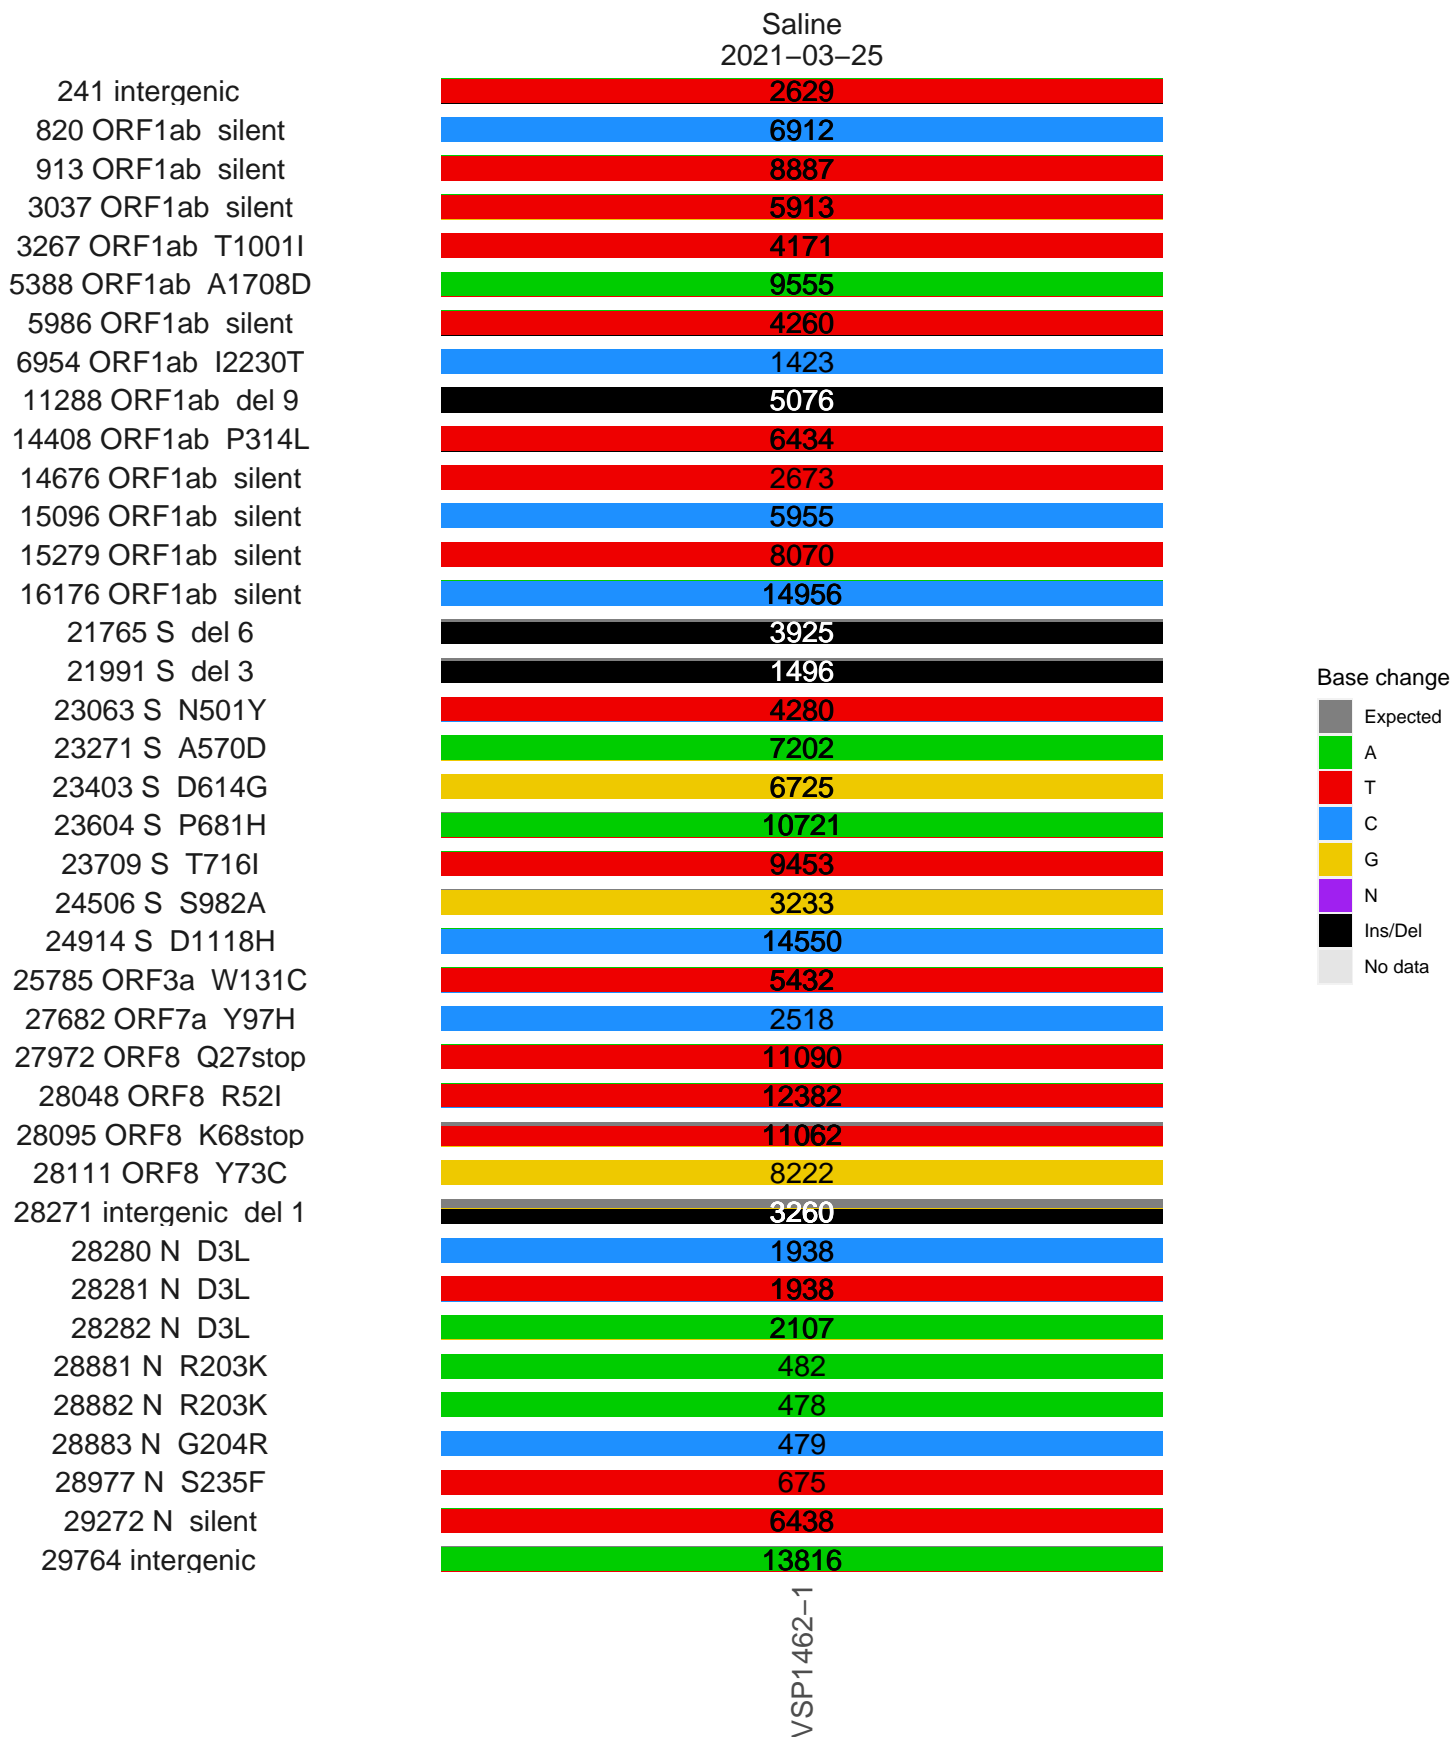 Saline
2021−03−25
241 intergenic 2629
820 ORF1ab silent 6912
913 ORF1ab silent 8887
3037 ORF1ab silent 5913
3267 ORF1ab T1001I 4171
5388 ORF1ab A1708D 9555
5986 ORF1ab silent 4260
6954 ORF1ab I2230T 1423
11288 ORF1ab del 9 5076
14408 ORF1ab P314L 6434
14676 ORF1ab silent 2673
15096 ORF1ab silent 5955
15279 ORF1ab silent 8070
16176 ORF1ab silent 14956
21765 S del 6 3925
21991 S del 3 1496
23063 S N501Y 4280
23271 S A570D 7202
23403 S D614G 6725
23604 S P681H 10721
23709 S T716I 9453
24506 S S982A 3233
24914 S D1118H 14550
25785 ORF3a W131C 5432
27682 ORF7a Y97H 2518
27972 ORF8 Q27stop 11090
28048 ORF8 R52I 12382
28095 ORF8 K68stop 11062
28111 ORF8 Y73C 8222
28271 intergenic del 1 3260
28280 N D3L 1938
28281 N D3L 1938
28282 N D3L 2107
28881 N R203K 482
28882 N R203K 478
28883 N G204R 479
28977 N S235F 675
29272 N silent 6438
29764 intergenic 13816
VSP1462−1
Base change
Expected
A
T
C
G
N
Ins/Del
No data